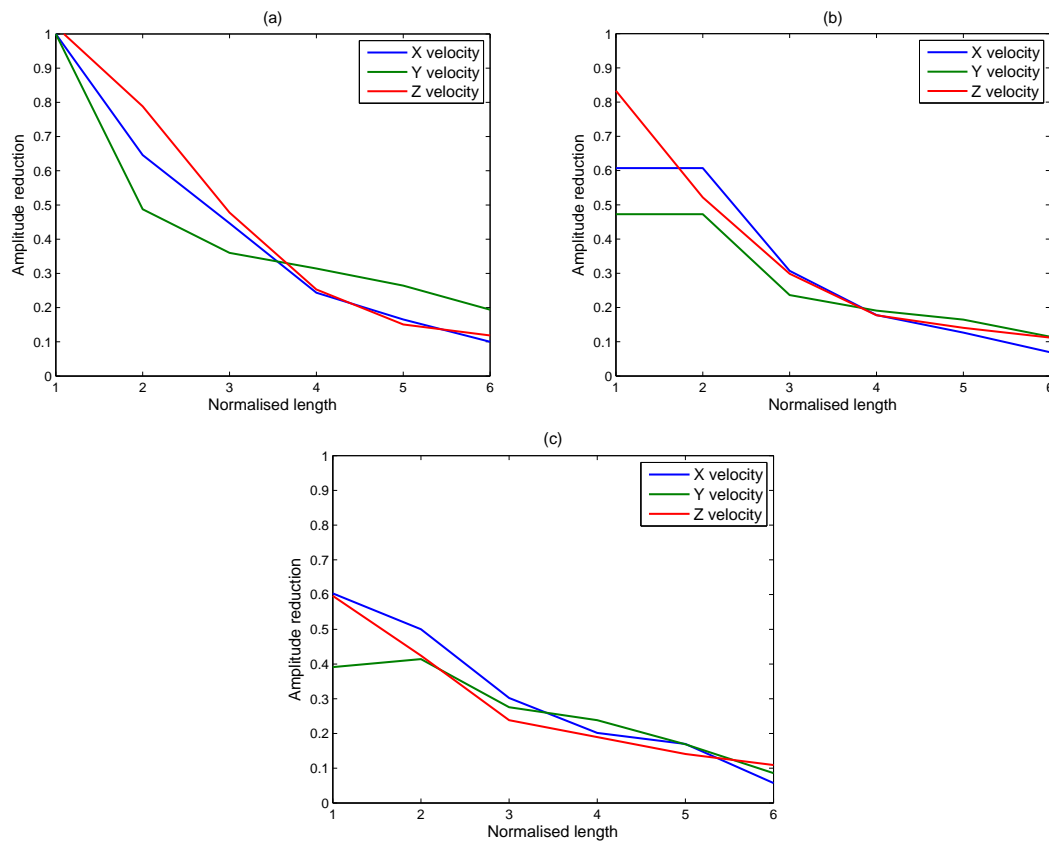 (a)
1
0.9
0.8
0.7
0.6
0.5
0.4
0.3
0.2
0.1
0
Amplitude reduction
X velocity
Y velocity
Z velocity
1 2 3 4 5 6
Normalised length
(b)
1
0.9
0.8
0.7
0.6
0.5
0.4
0.3
0.2
0.1
0
Amplitude reduction
X velocity
Y velocity
Z velocity
1 2 3 4 5 6
Normalised length
(c)
1
0.9
0.8
0.7
0.6
0.5
0.4
0.3
0.2
0.1
0
Amplitude reduction
X velocity
Y velocity
Z velocity
1 2 3 4 5 6
Normalised length